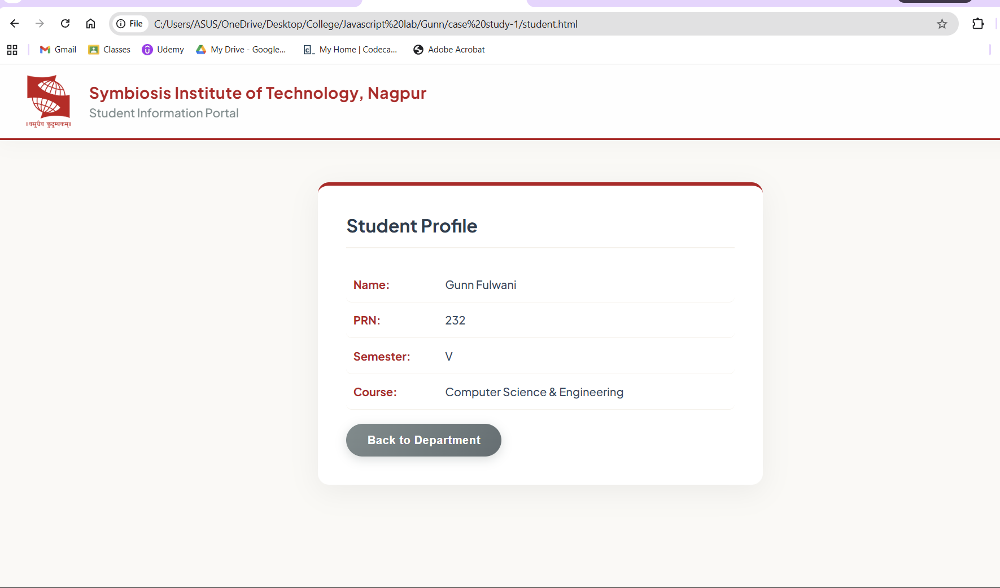 File C:/Users/ASUS/OneDrive/Desktop/College/Javascript%20lab/Gunn/case%20study-1/student.html
Gmail Classes Udemy My Drive - Google... My Home | Codeca... Adobe Acrobat
Symbiosis Institute of Technology, Nagpur
Student Information Portal
॥वसुधैव कुटुम्बकम्॥
Student Profile
Name: Gunn Fulwani
PRN: 232
Semester: V
Course: Computer Science & Engineering
Back to Department